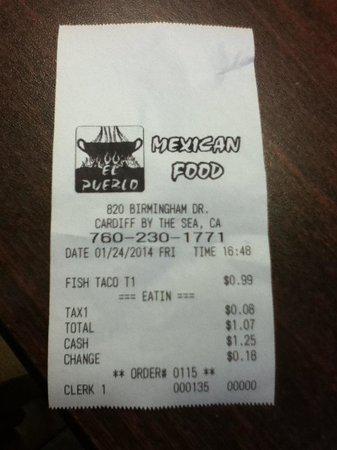 MEXICAN
FOOD
EL
PUEBLO
820 BIRMINGHAM DR.
CARDIFF BY THE SEA, CA
760-230-1771
DATE 01/24/2014 FRI TIME 16:48
FISH TACO T1 $0.99
=== EATIN ===
TAX1 $0.08
TOTAL $1.07
CASH $1.25
CHANGE $0.18
** ORDER# 0115 **
CLERK 1 000135 00000